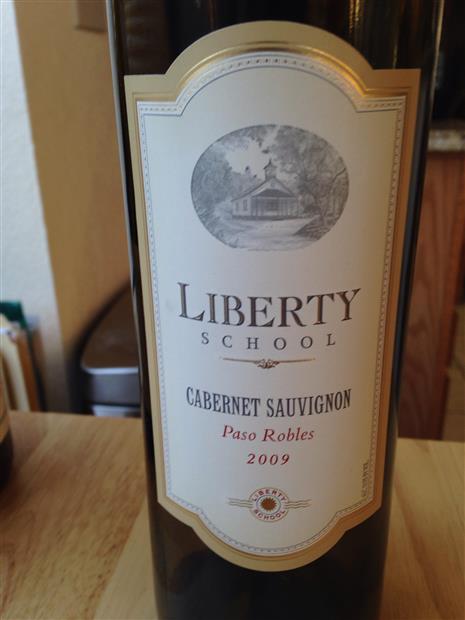 LIBERTY
SCHOOL
CABERNET SAUVIGNON
Paso Robles
2009
LIBERTY
SCHOOL